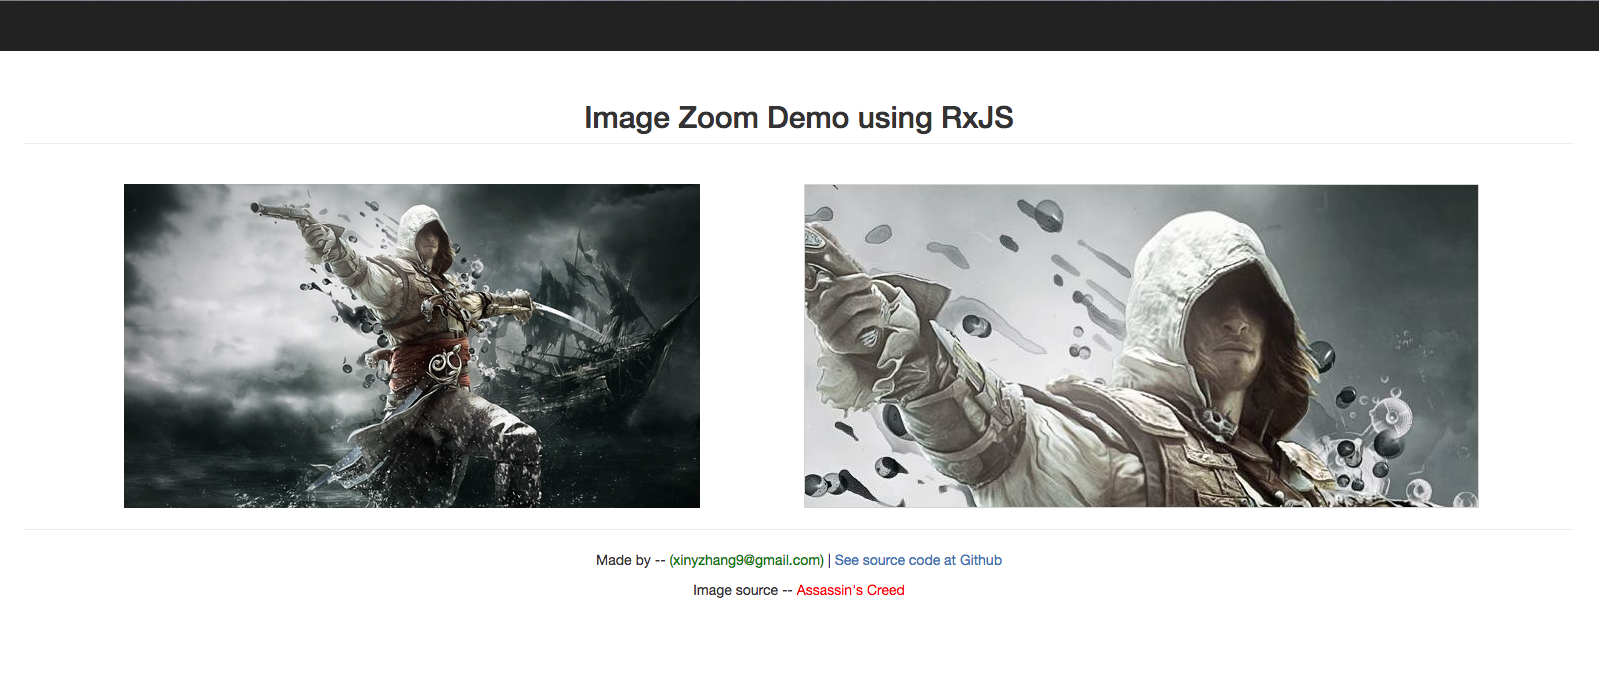 Image Zoom Demo using RxJS
Made by -- (xinyzhang9@gmail.com) | See source code at Github
Image source -- Assassin's Creed